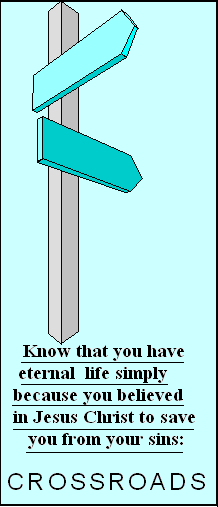 Know that you have
eternal life simply
because you believed
in Jesus Christ to save
you from your sins:
CROSSROADS